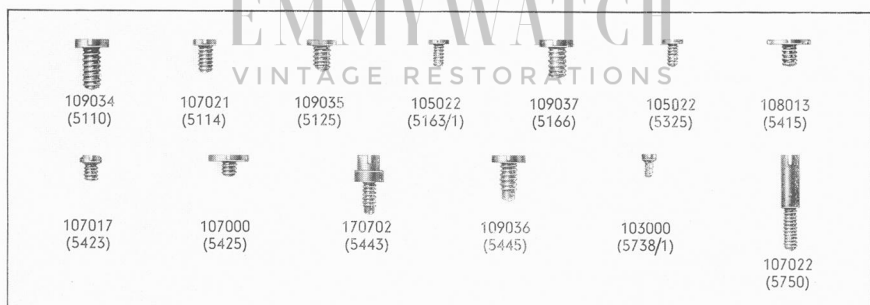 EMMYWATCH
VINTAGE RESTORATIONS
109034 107021 109035 105022 109037 105022 108013
(5110) (5114) (5125) (5163/1) (5166) (5325) (5415)
107017 107000 170702 109036 103000
(5423) (5425) (5443) (5445) (5738/1)
107022
(5750)